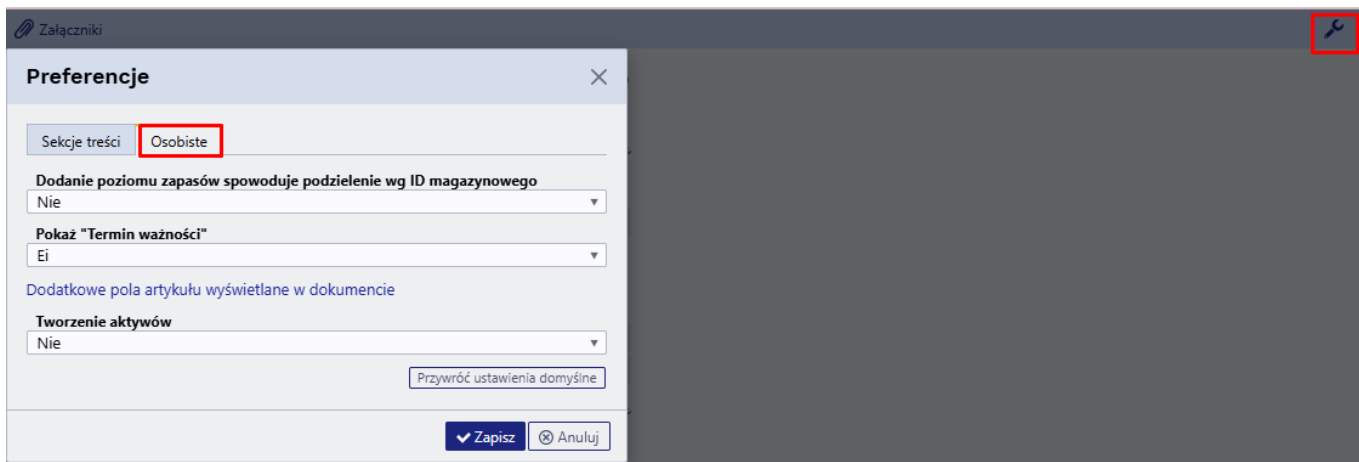 Załączniki
Preferencje
Sekcje treści Osobiste
Dodanie poziomu zapasów spowoduje podzielenie wg ID magazynowego
Nie
Pokaż "Termin ważności"
Ei
Dodatkowe pola artykułu wyświetlane w dokumencie
Tworzenie aktywów
Nie
Przywróć ustawienia domyślne
Zapisz Anuluj